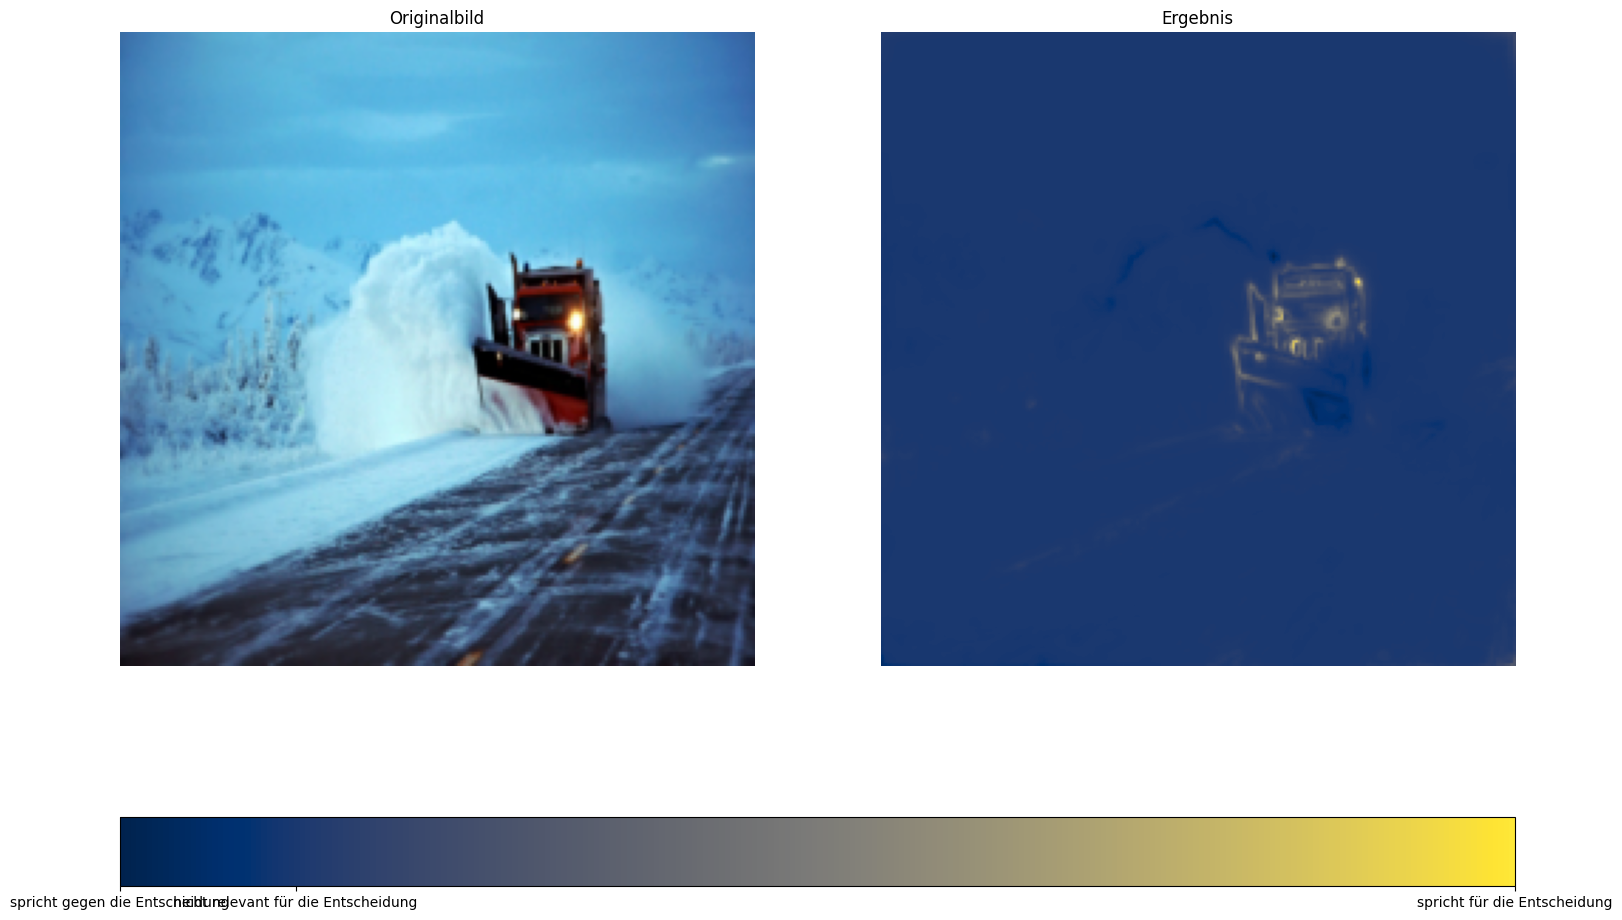 Originalbild
Ergebnis
spricht gegen die Entscheidung
nicht relevant für die Entscheidung
spricht für die Entscheidung